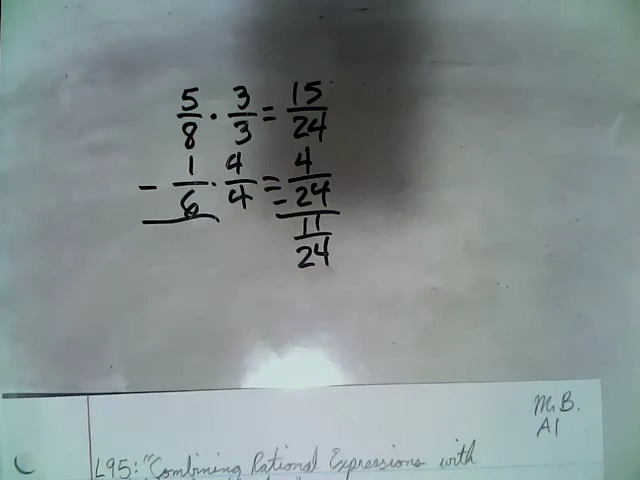 5/8 · 3/3 = 15/24
- 1/6 · 4/4 = - 4/24
11/24
M.B.
A1
L95: "Combining Rational Expressions with